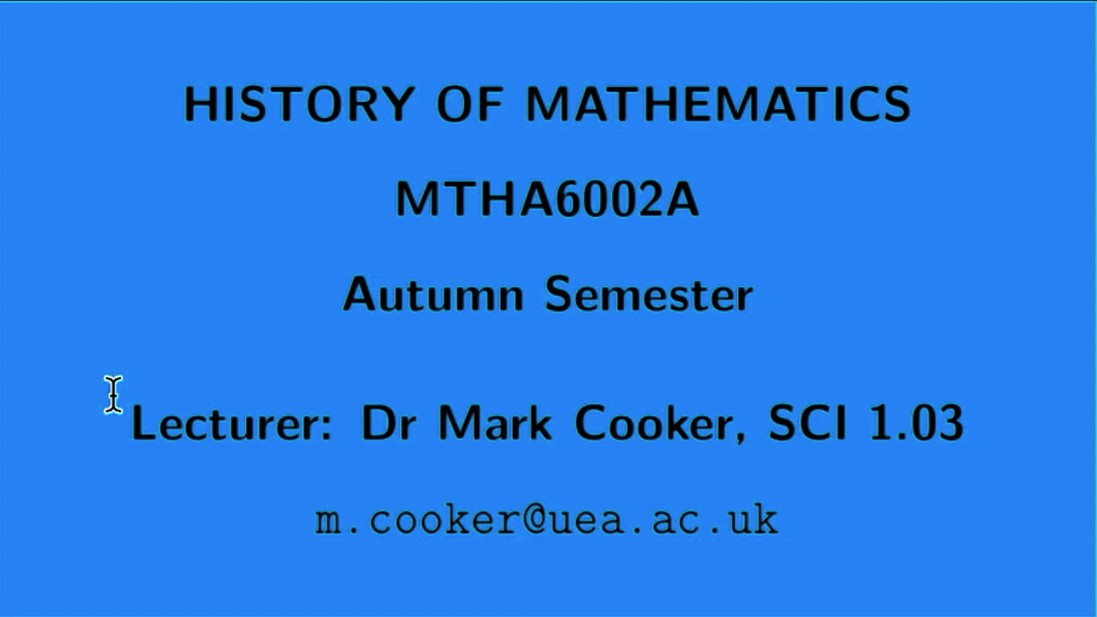 HISTORY OF MATHEMATICS
MTHA6002A
Autumn Semester
Lecturer: Dr Mark Cooker, SCI 1.03
m.cooker@uea.ac.uk